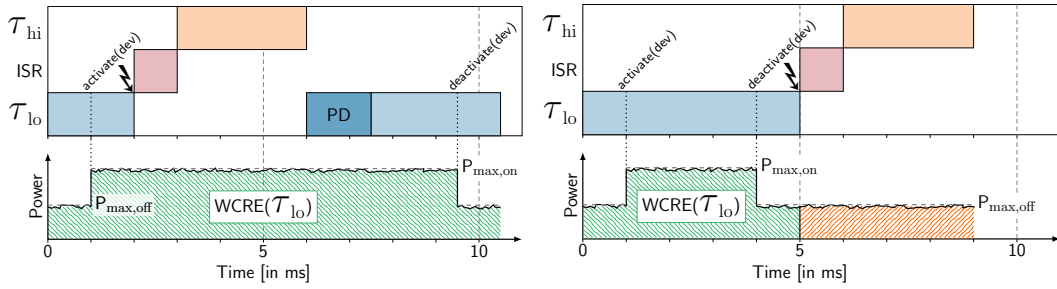 τhi
ISR
τlo
activate(dev)
deactivate(dev)
PD
Power
Pmax,on
Pmax,off
WCRE(τlo)
0
5
10
Time [in ms]
τhi
ISR
τlo
activate(dev)
deactivate(dev)
Power
Pmax,on
Pmax,off
WCRE(τlo)
0
5
10
Time [in ms]